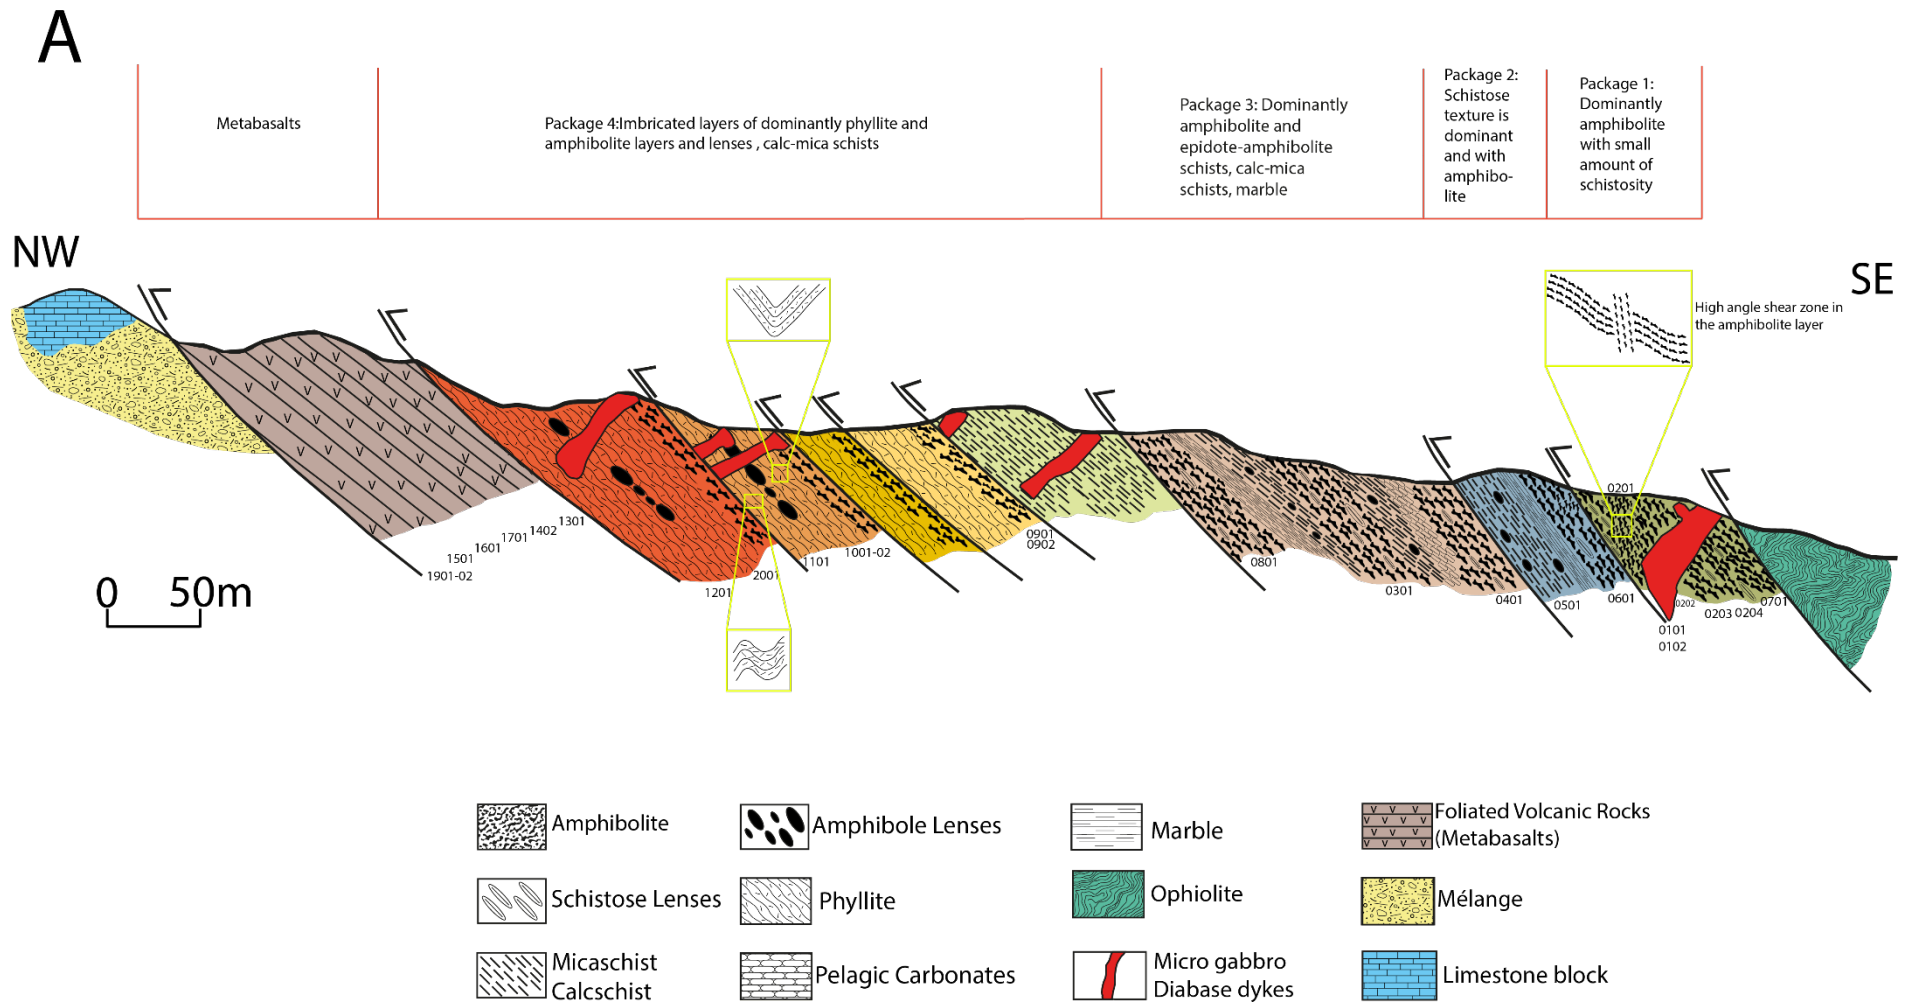 A
Metabasalts
Package 4:Imbricated layers of dominantly phyllite and
amphibolite layers and lenses , calc-mica schists
Package 3: Dominantly
amphibolite and
epidote-amphibolite
schists, calc-mica
schists, marble
Package 2:
Schistose
texture is
dominant
and with
amphibo-
lite
Package 1:
Dominantly
amphibolite
with small
amount of
schistosity
NW
SE
High angle shear zone in
the amphibolite layer
0201
1301
1402
1701
1601
1501
1901-02
1201
2001
1101
1001-02
0901
0902
0801
0301
0401
0501
0601
0202
0101
0102
0203
0204
0701
0 50m
V V V V V V V V V V V V V V V V V V V V V V V V V V V V V V
Amphibolite
Amphibole Lenses
Marble
Foliated Volcanic Rocks
(Metabasalts)
Schistose Lenses
Phyllite
Ophiolite
Mélange
Micaschist
Calcschist
Pelagic Carbonates
Micro gabbro
Diabase dykes
Limestone block